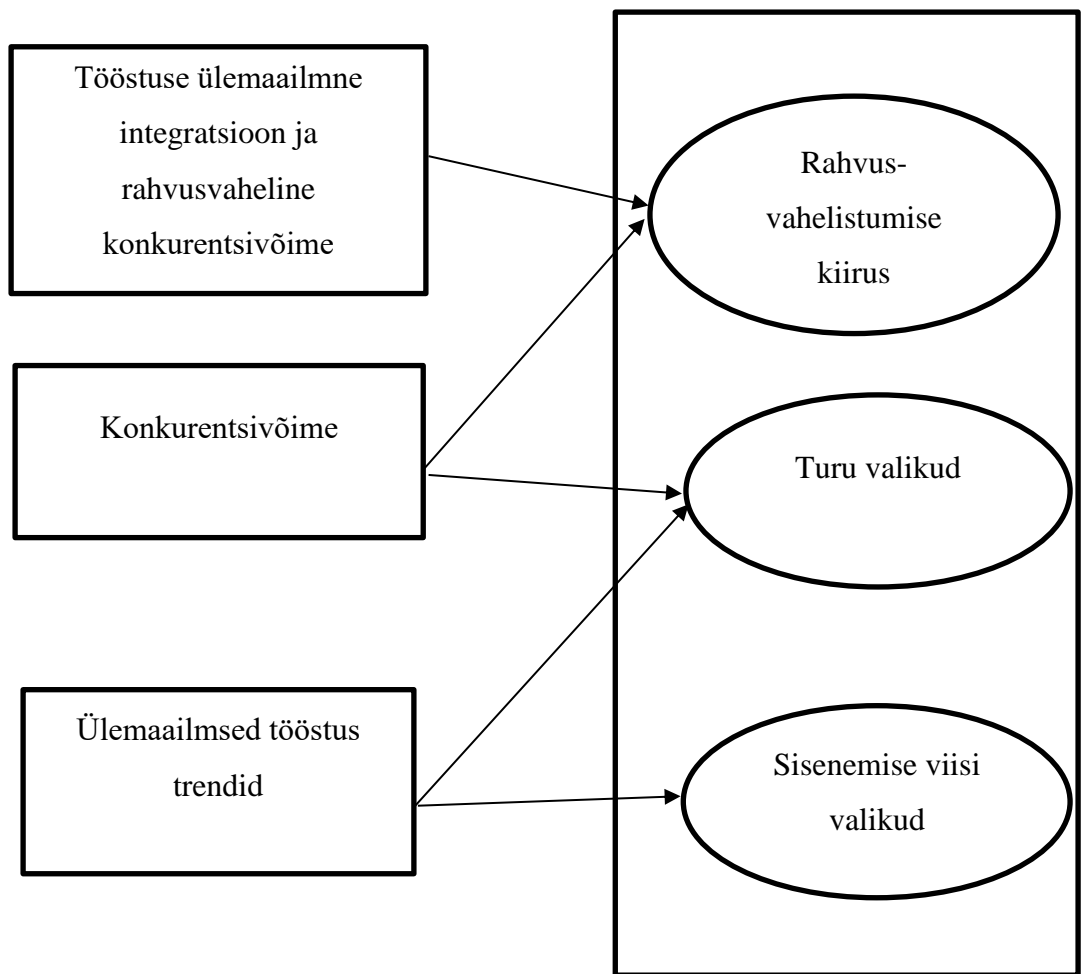 Tööstuse ülemaailmne
integratsioon ja
rahvusvaheline
konkurentsivõime
Rahvus-
vahelistumise
kiirus
Konkurentsivõime
Turu valikud
Ülemaailmsed tööstus
trendid
Sisenemise viisi
valikud